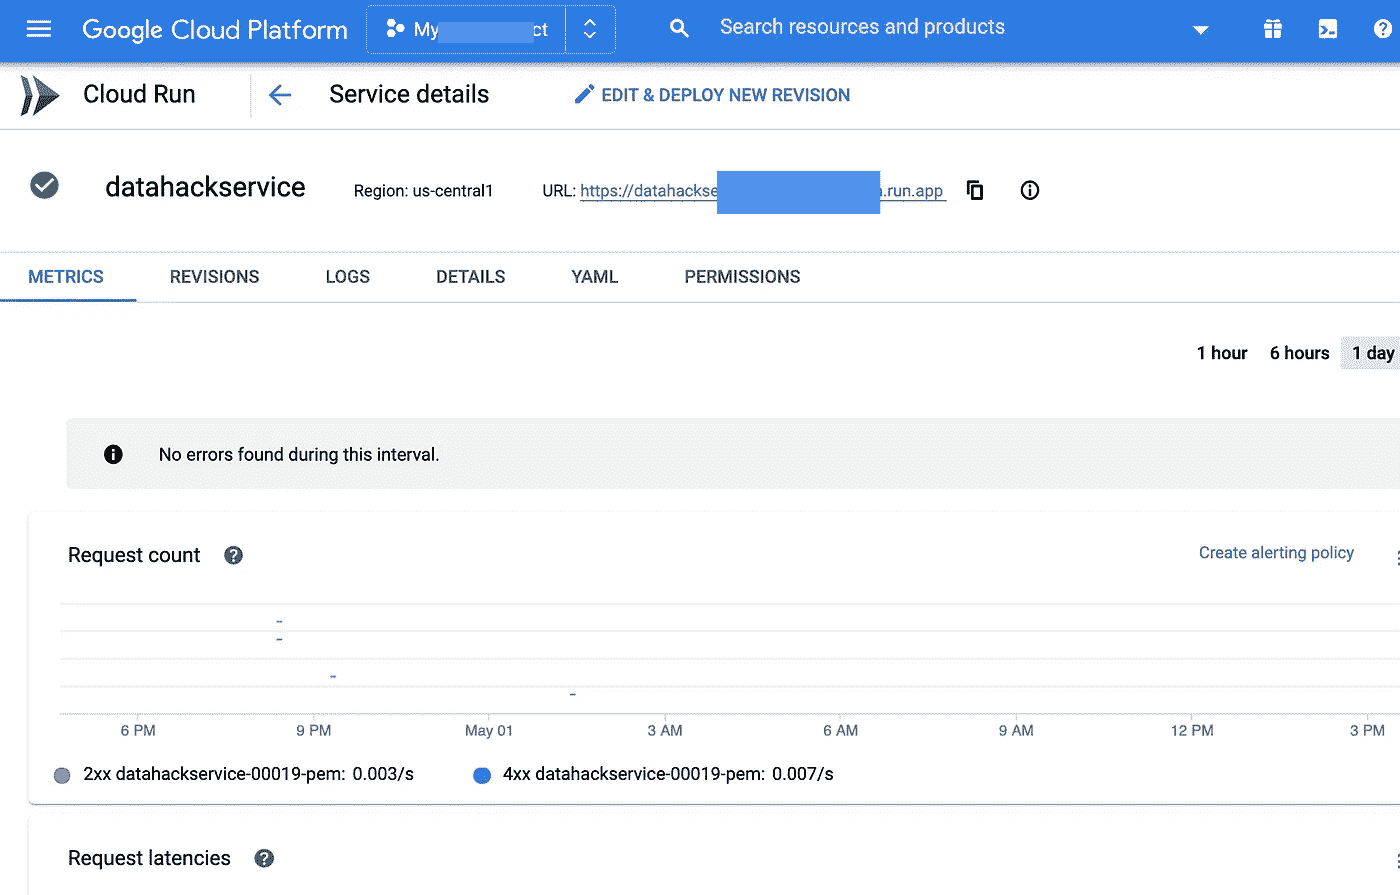 Google Cloud Platform My ct Search resources and products
Cloud Run Service details EDIT & DEPLOY NEW REVISION
datahackservice Region: us-central1 URL: https://datahackse .run.app
METRICS REVISIONS LOGS DETAILS YAML PERMISSIONS
1 hour 6 hours 1 day
No errors found during this interval.
Request count Create alerting policy
6 PM 9 PM May 01 3 AM 6 AM 9 AM 12 PM 3 PM
2xx datahackservice-00019-pem: 0.003/s 4xx datahackservice-00019-pem: 0.007/s
Request latencies